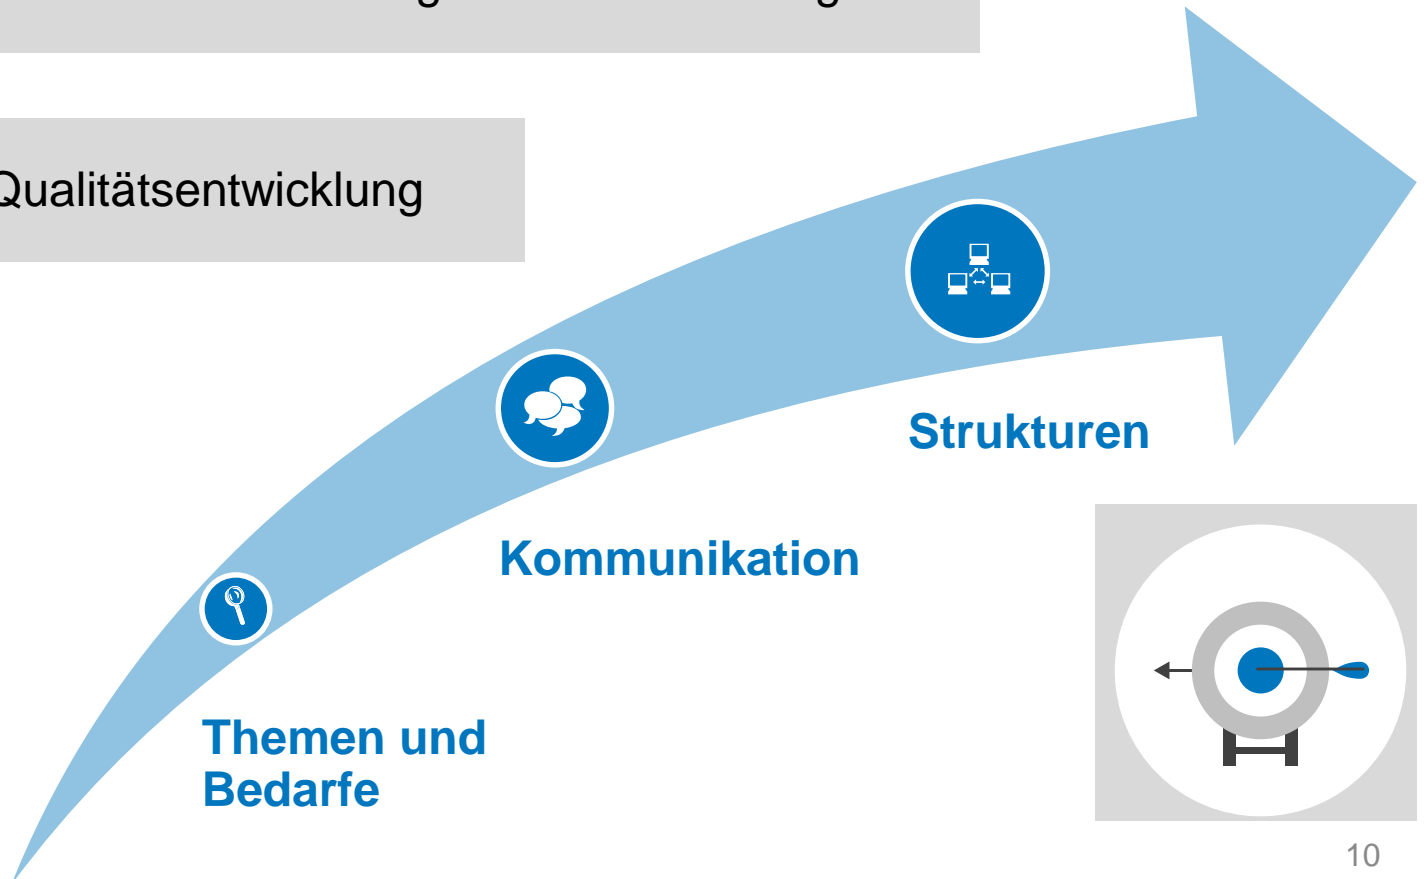 Qualitätsentwicklung
Strukturen
Kommunikation
Themen und
Bedarfe
10